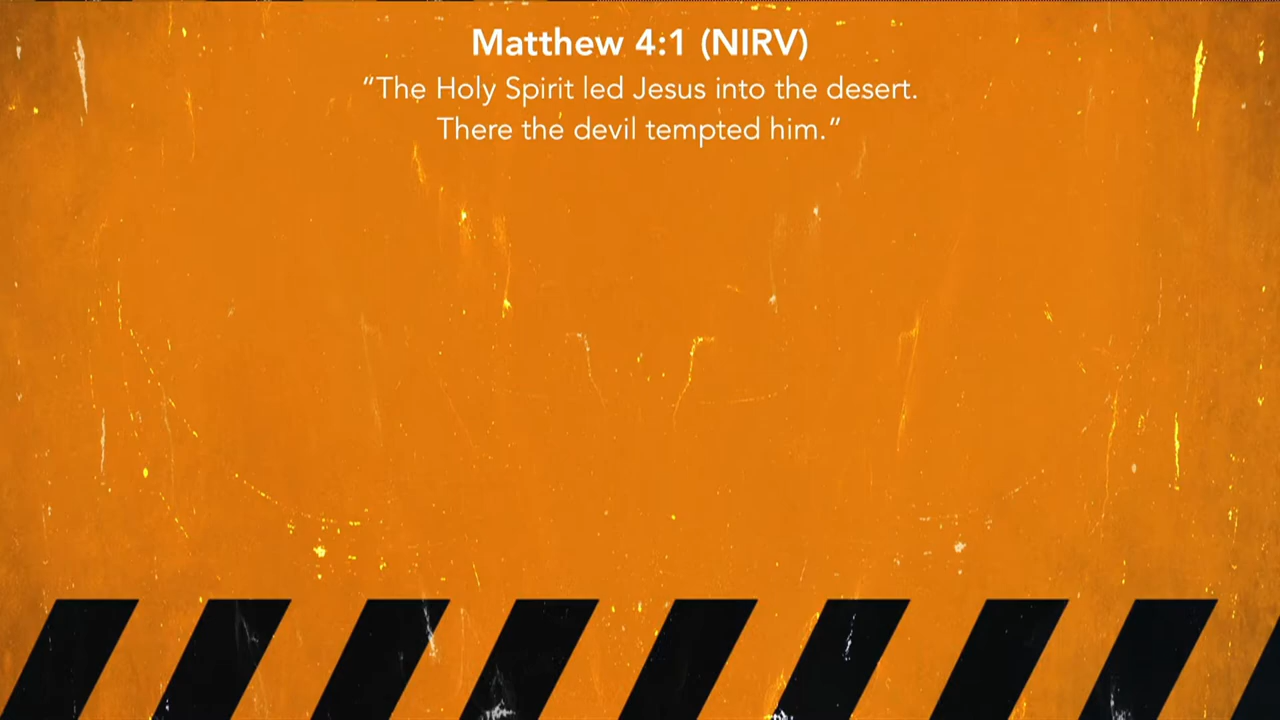 Matthew 4:1 (NIRV)
“The Holy Spirit led Jesus into the desert.
There the devil tempted him.”